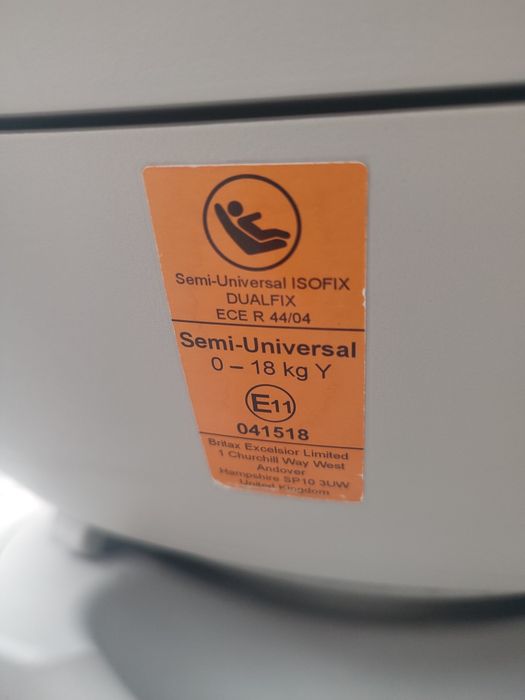 Semi-Universal ISOFIX
DUALFIX
ECE R 44/04
Semi-Universal
0 – 18 kg Y
E11
041518
Britax Excelsior Limited
1 Churchill Way West
Andover
Hampshire SP10 3UW
United Kingdom